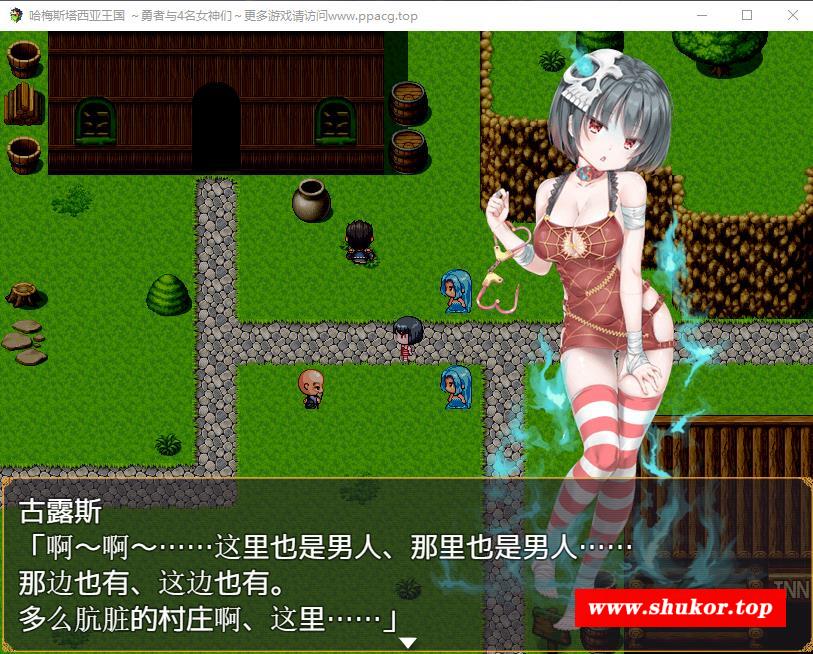 哈梅斯塔西亚王国 ～勇者与4名女神们～更多游戏请访问www.ppacg.top
古露斯
「啊～啊～……这里也是男人、那里也是男人……
那边也有、这边也有。
多么肮脏的村庄啊、这里……」
INN
www.shukor.top